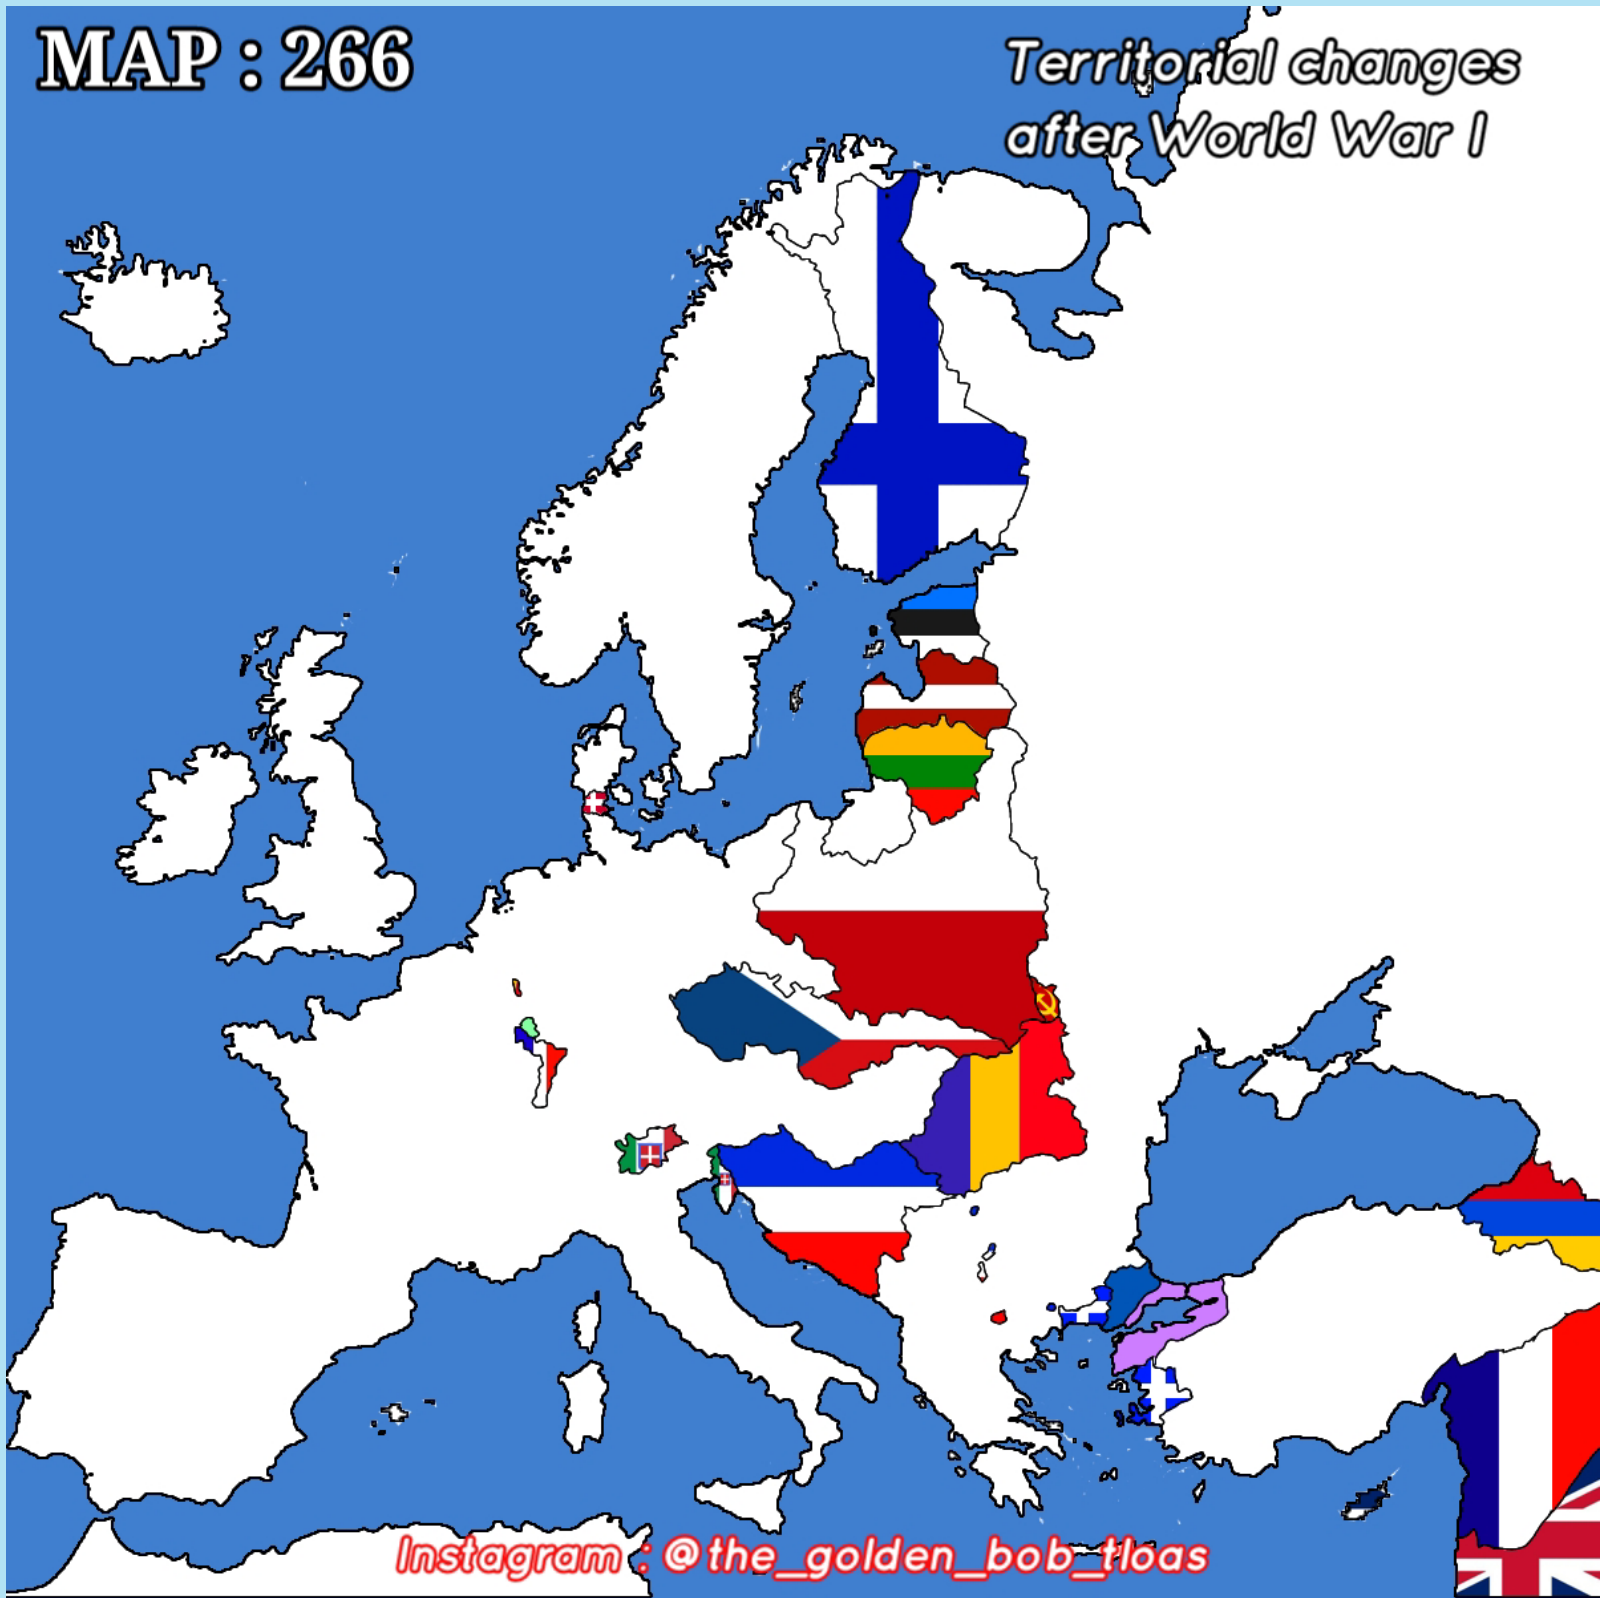 MAP : 266
Territorial changes
after World War I
Instagram : @the_golden_bob_tloas